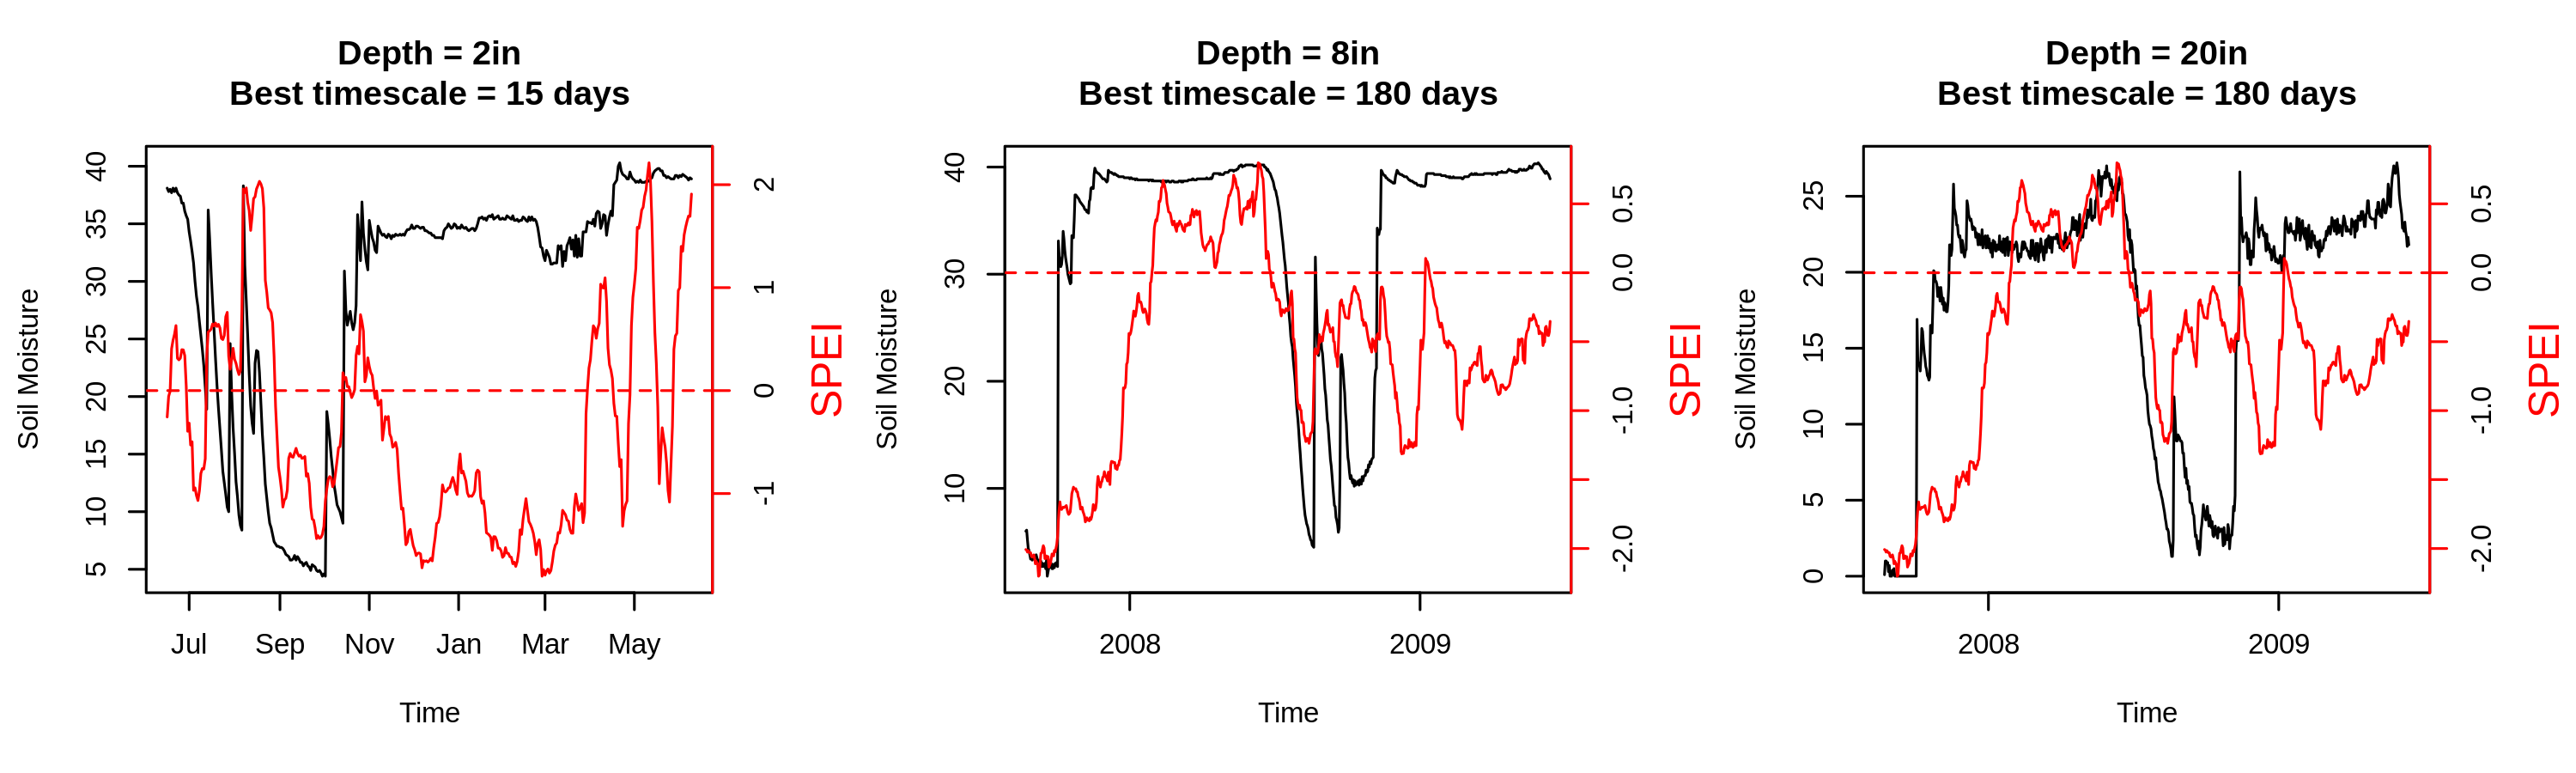 Depth = 2in
Best timescale = 15 days
Soil Moisture
5 10 15 20 25 30 35 40
-1 0 1 2
SPEI
Jul Sep Nov Jan Mar May
Time
Depth = 8in
Best timescale = 180 days
Soil Moisture
10 20 30 40
-2.0 -1.0 0.0 0.5
SPEI
2008 2009
Time
Depth = 20in
Best timescale = 180 days
Soil Moisture
0 5 10 15 20 25
-2.0 -1.0 0.0 0.5
SPEI
2008 2009
Time